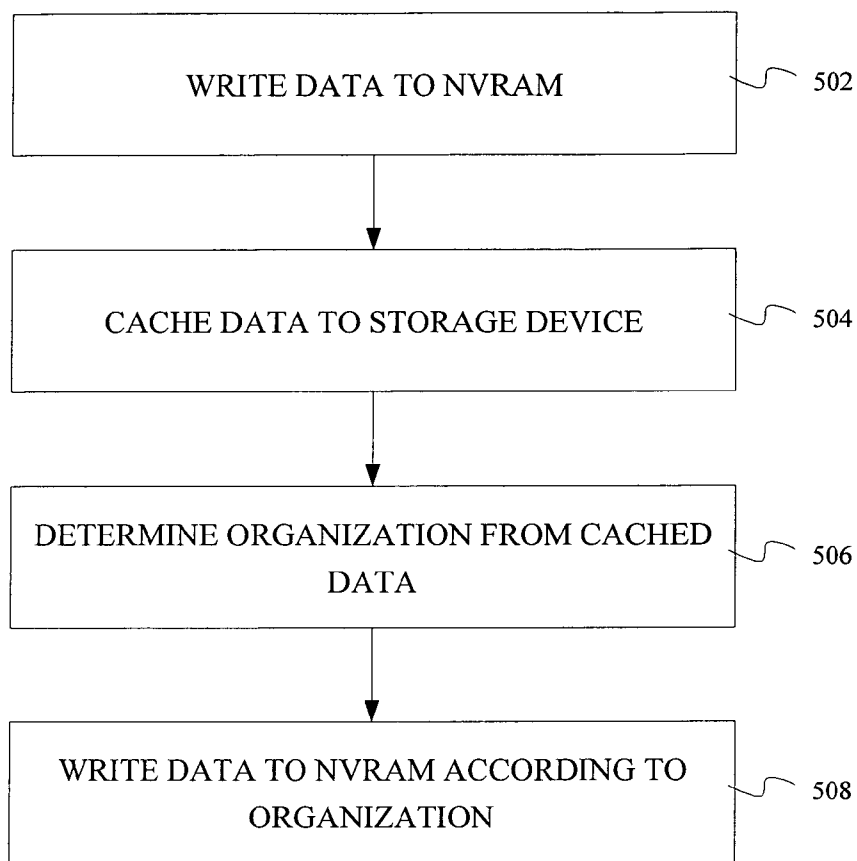 WRITE DATA TO NVRAM
502
CACHE DATA TO STORAGE DEVICE
504
DETERMINE ORGANIZATION FROM CACHED
DATA
506
WRITE DATA TO NVRAM ACCORDING TO
ORGANIZATION
508